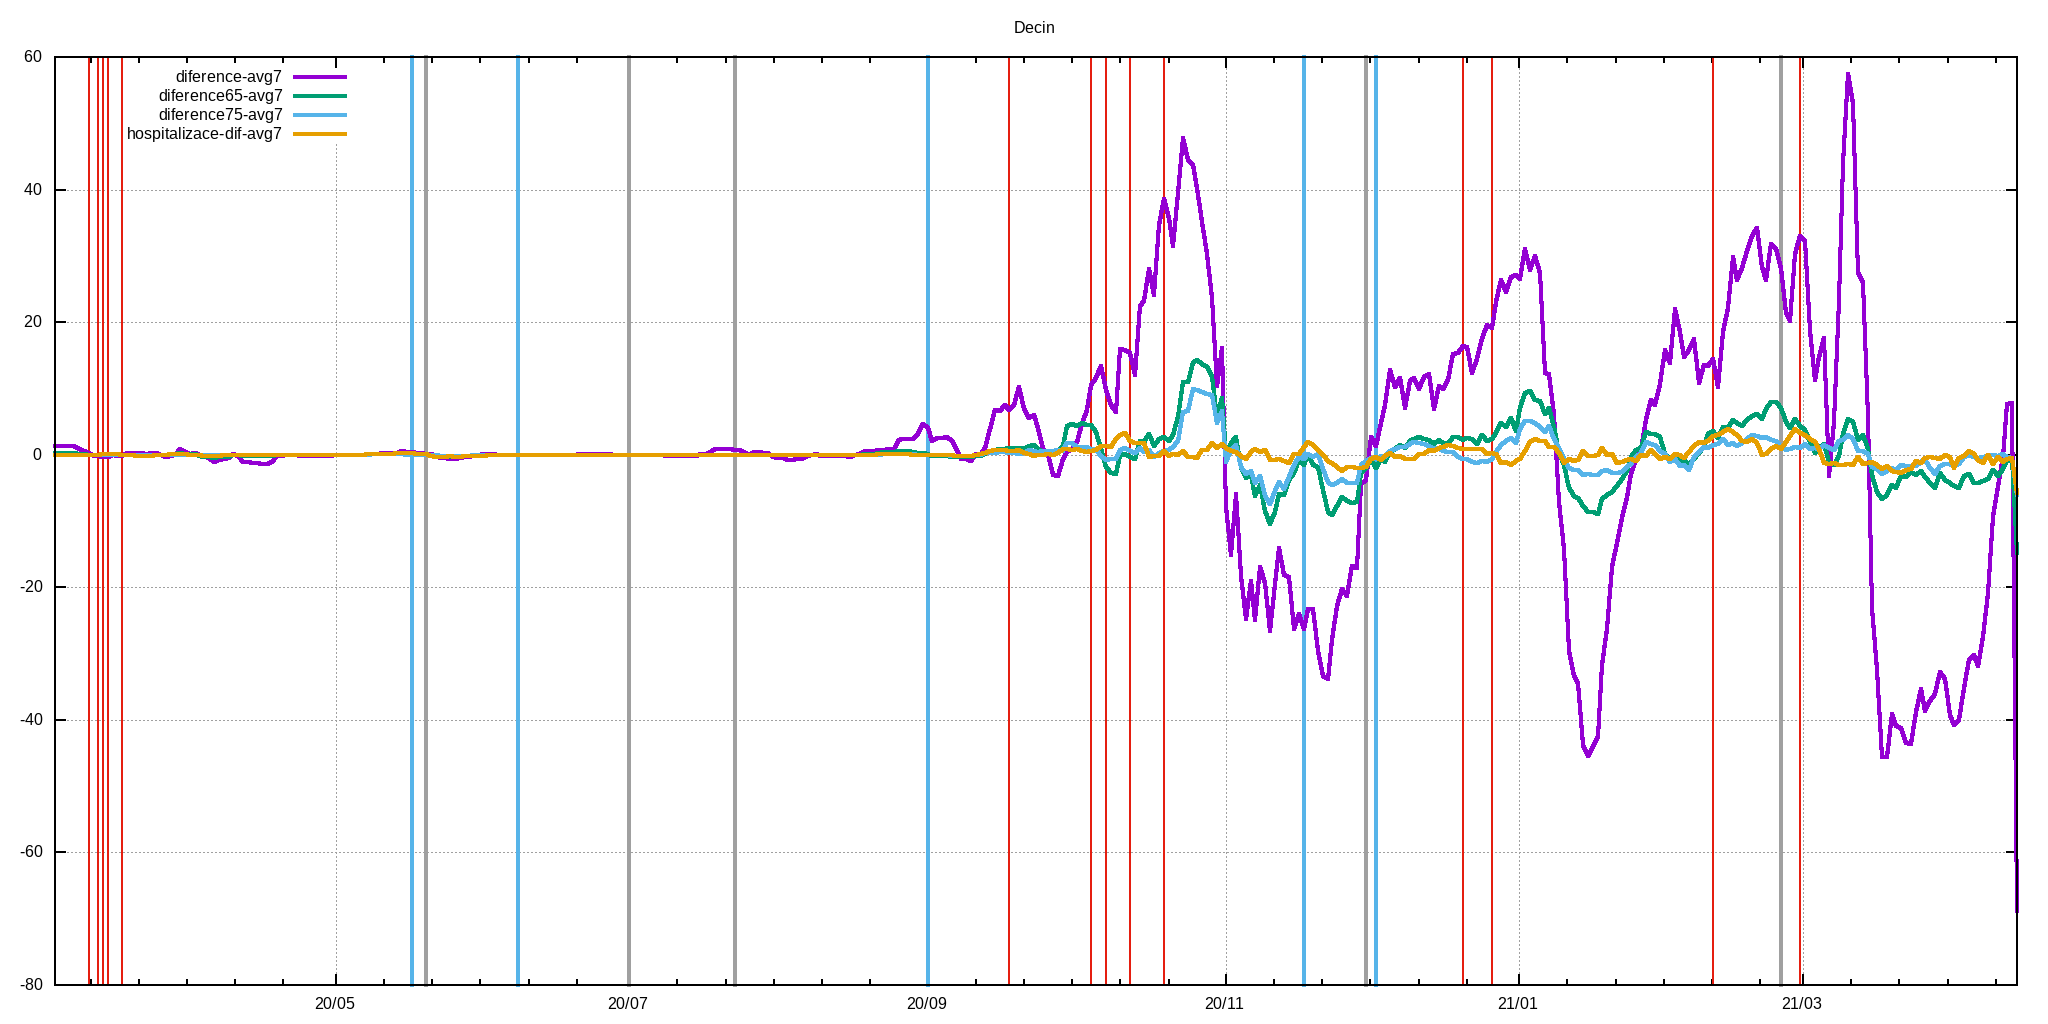 Decin
60
diference-avg7
diference65-avg7
diference75-avg7
hospitalizace-dif-avg7
40
20
0
-20
-40
-60
-80
20/05 20/07 20/09 20/11 21/01 21/03